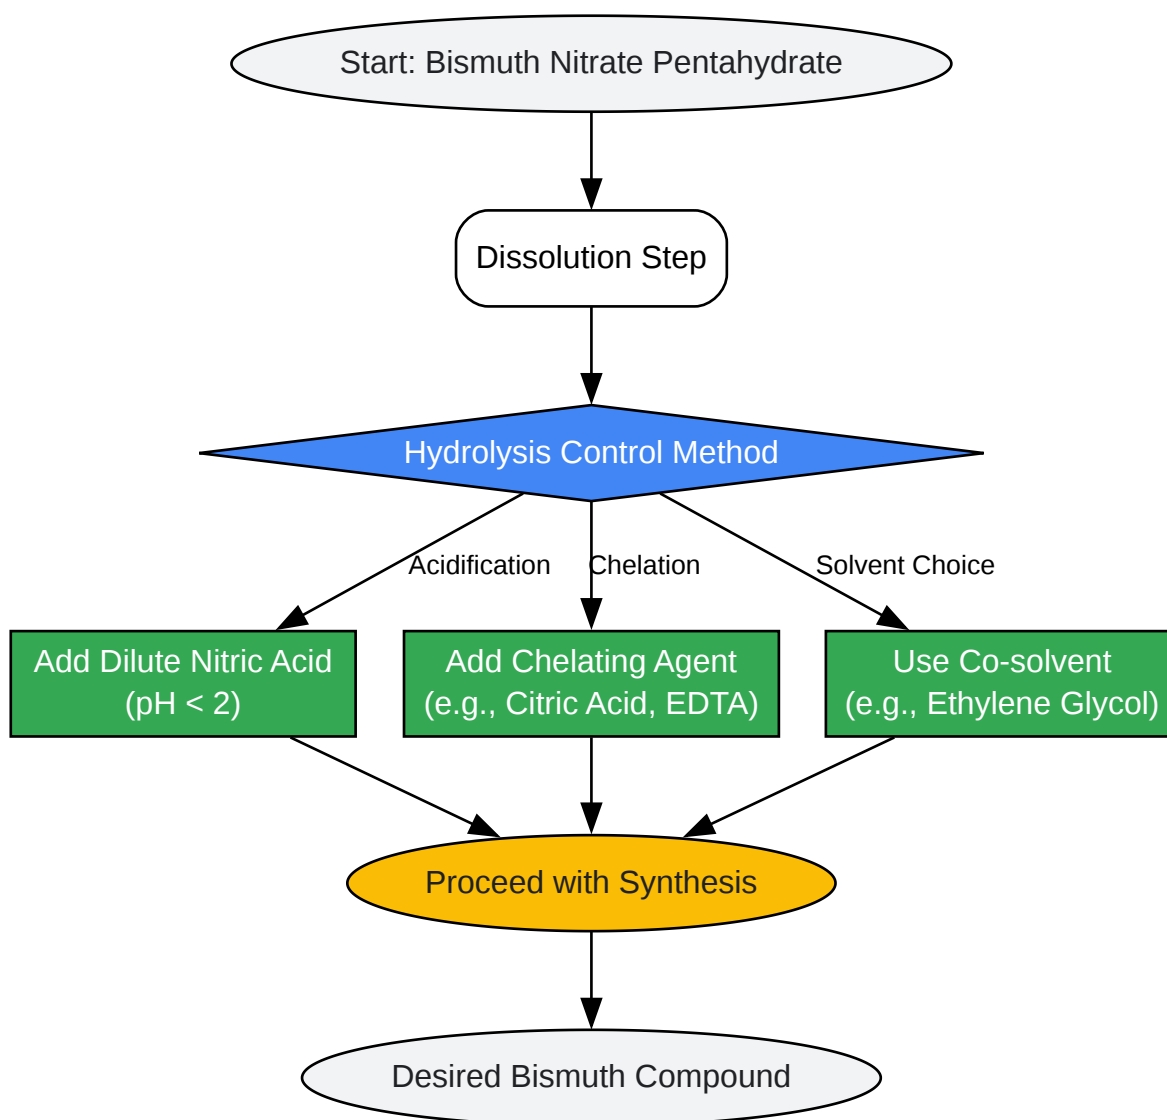 Start: Bismuth Nitrate Pentahydrate
Dissolution Step
Hydrolysis Control Method
Acidification
Chelation
Solvent Choice
Add Dilute Nitric Acid
(pH < 2)
Add Chelating Agent
(e.g., Citric Acid, EDTA)
Use Co-solvent
(e.g., Ethylene Glycol)
Proceed with Synthesis
Desired Bismuth Compound